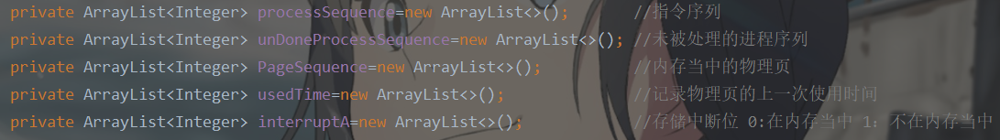 private ArrayList<Integer> processSequence=new ArrayList<>();      //指令序列
private ArrayList<Integer> unDoneProcessSequence=new ArrayList<>(); //未被处理的进程序列
private ArrayList<Integer> PageSequence=new ArrayList<>();         //内存当中的物理页
private ArrayList<Integer> usedTime=new ArrayList<>();             //记录物理页的上一次使用时间
private ArrayList<Integer> interruptA=new ArrayList<>();           //存储中断位 0:在内存当中 1: 不在内存当中